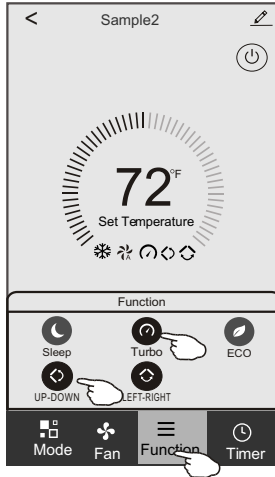 < Sample2
72°F
Set Temperature
A
Function
Sleep Turbo ECO
UP-DOWN LEFT-RIGHT
Mode Fan Function Timer